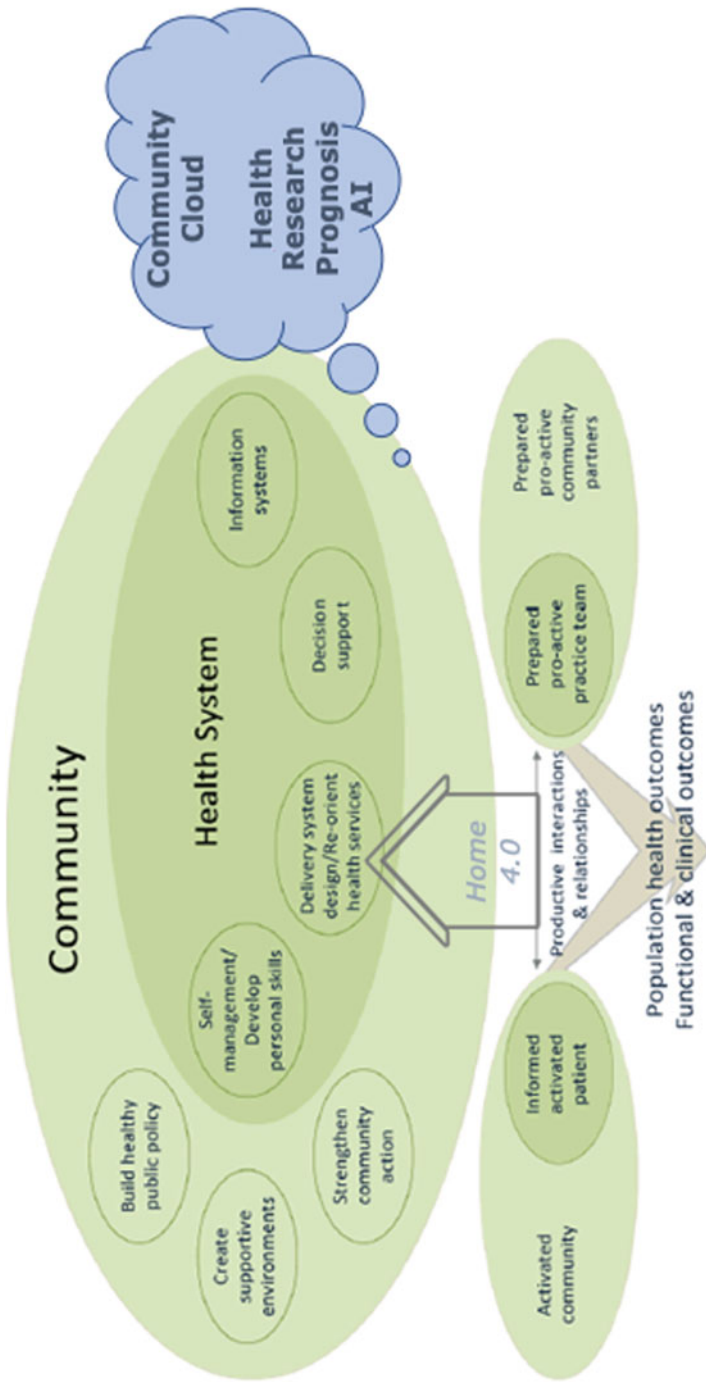 Community
Build healthy
public policy
Create
supportive
environments
Strengthen
community
action
Health System
Self-
management/
Develop
personal skills
Delivery system
design/Re-orient
health services
Decision
support
Information
systems
Community
Cloud
Health
Research
Prognosis
AI
Home
4.0
Activated
community
Informed
activated
patient
Productive interactions
& relationships
Prepared
pro-active
practice team
Prepared
pro-active
community
partners
Population health outcomes
Functional & clinical outcomes